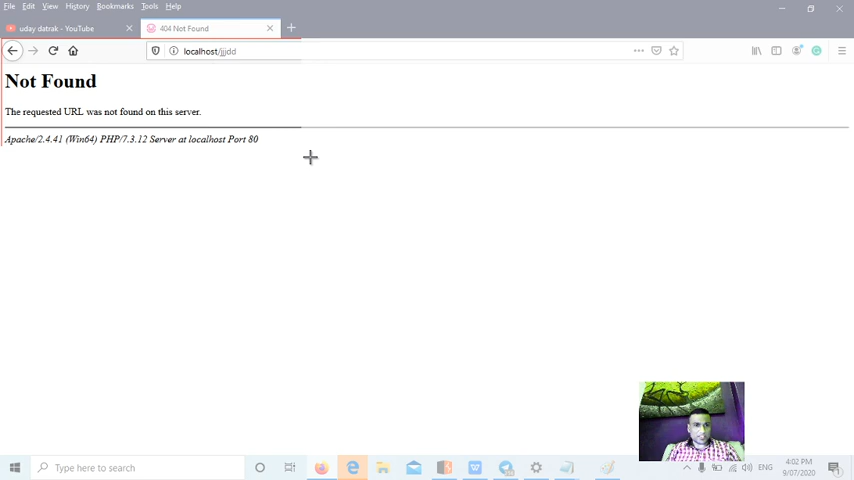 File Edit View History Bookmarks Tools Help
uday datrak - YouTube
404 Not Found
localhost/jjjdd
Not Found
The requested URL was not found on this server.
Apache/2.4.41 (Win64) PHP/7.3.12 Server at localhost Port 80
Type here to search
ENG
4:02 PM
9/07/2020